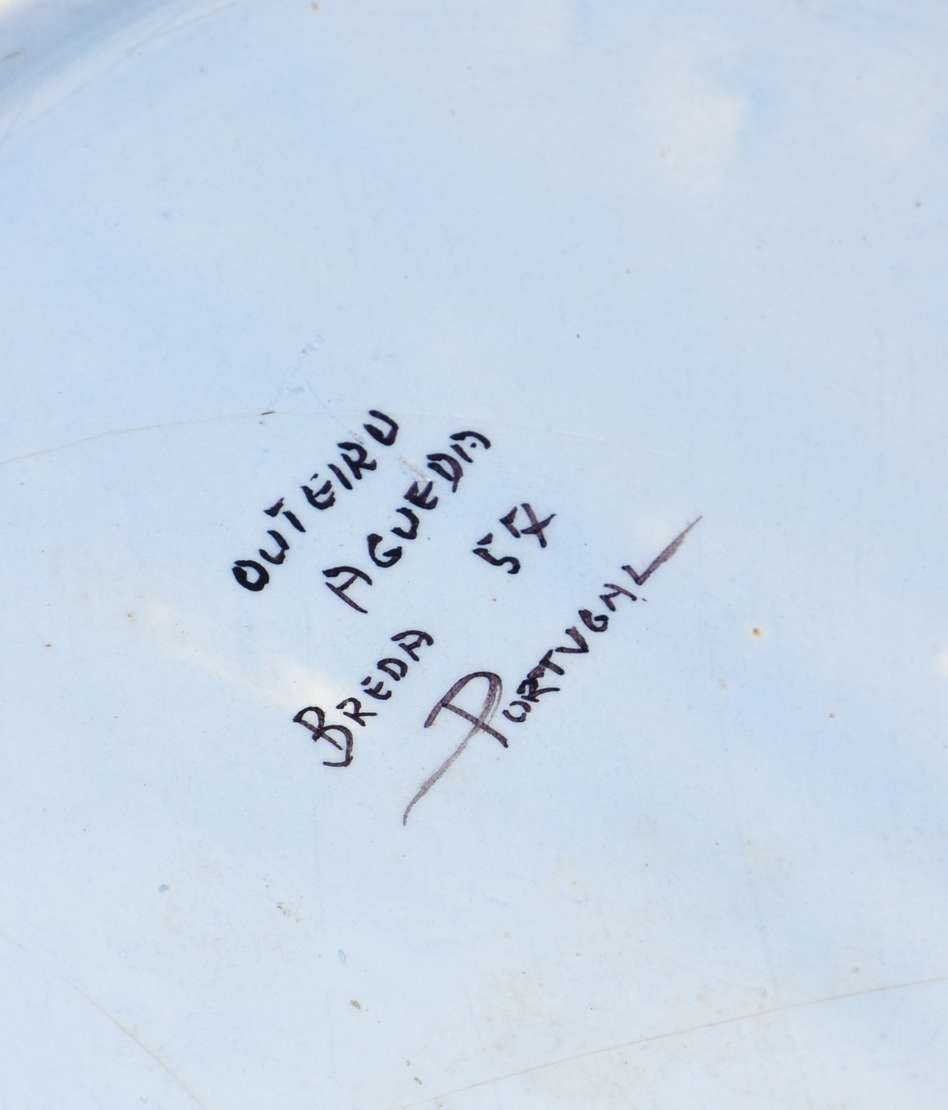 OUTEIRO
AGUEDA
57
BREDA
PORTUGAL